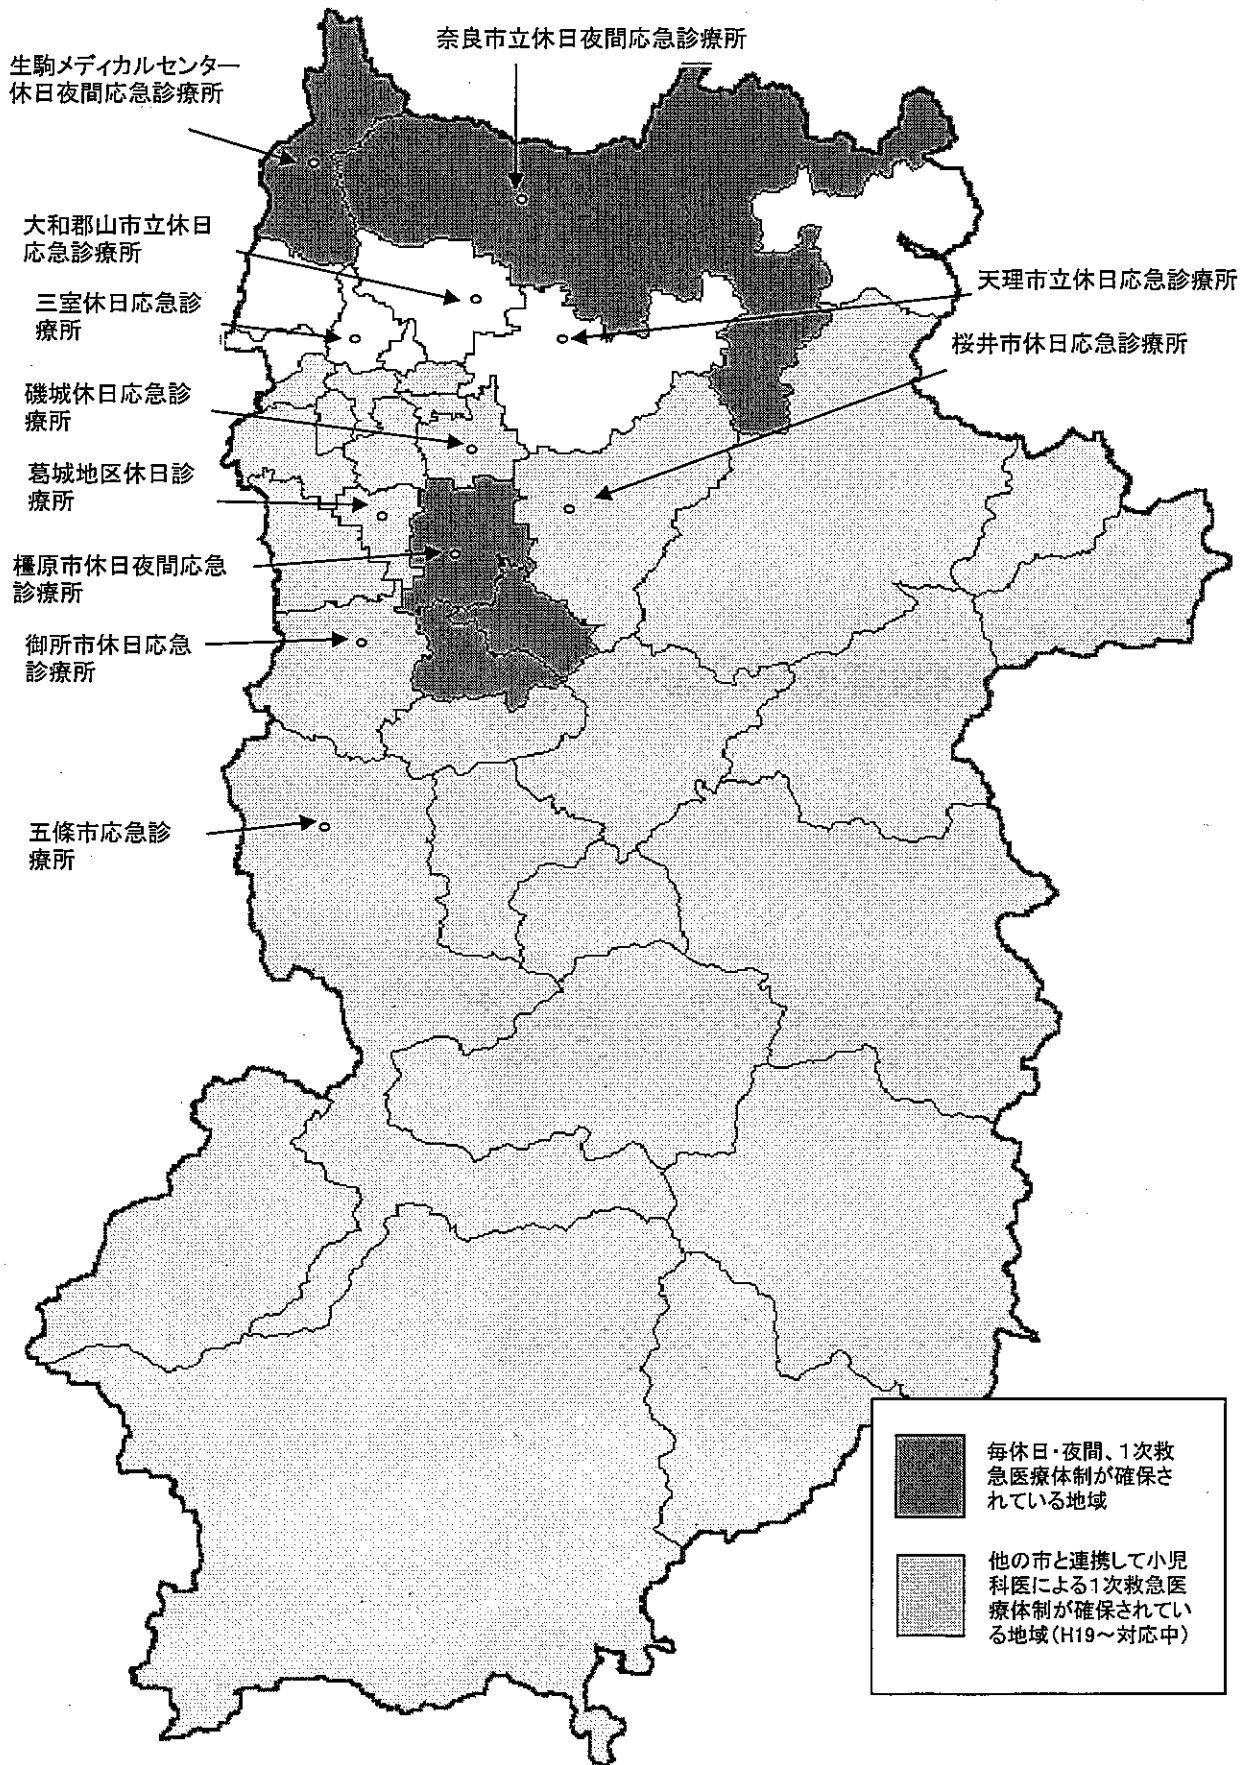 奈良市立休日夜間応急診療所
生駒メディカルセンター
休日夜間応急診療所
大和郡山市立休日
応急診療所
天理市立休日応急診療所
三室休日応急診
療所
桜井市休日応急診療所
磯城休日応急診
療所
葛城地区休日診
療所
橿原市休日夜間応急
診療所
御所市休日応急
診療所
五條市応急診
療所
毎休日・夜間、1次救
急医療体制が確保さ
れている地域
他の市と連携して小児
科医による1次救急医
療体制が確保されてい
る地域(H19～対応中)